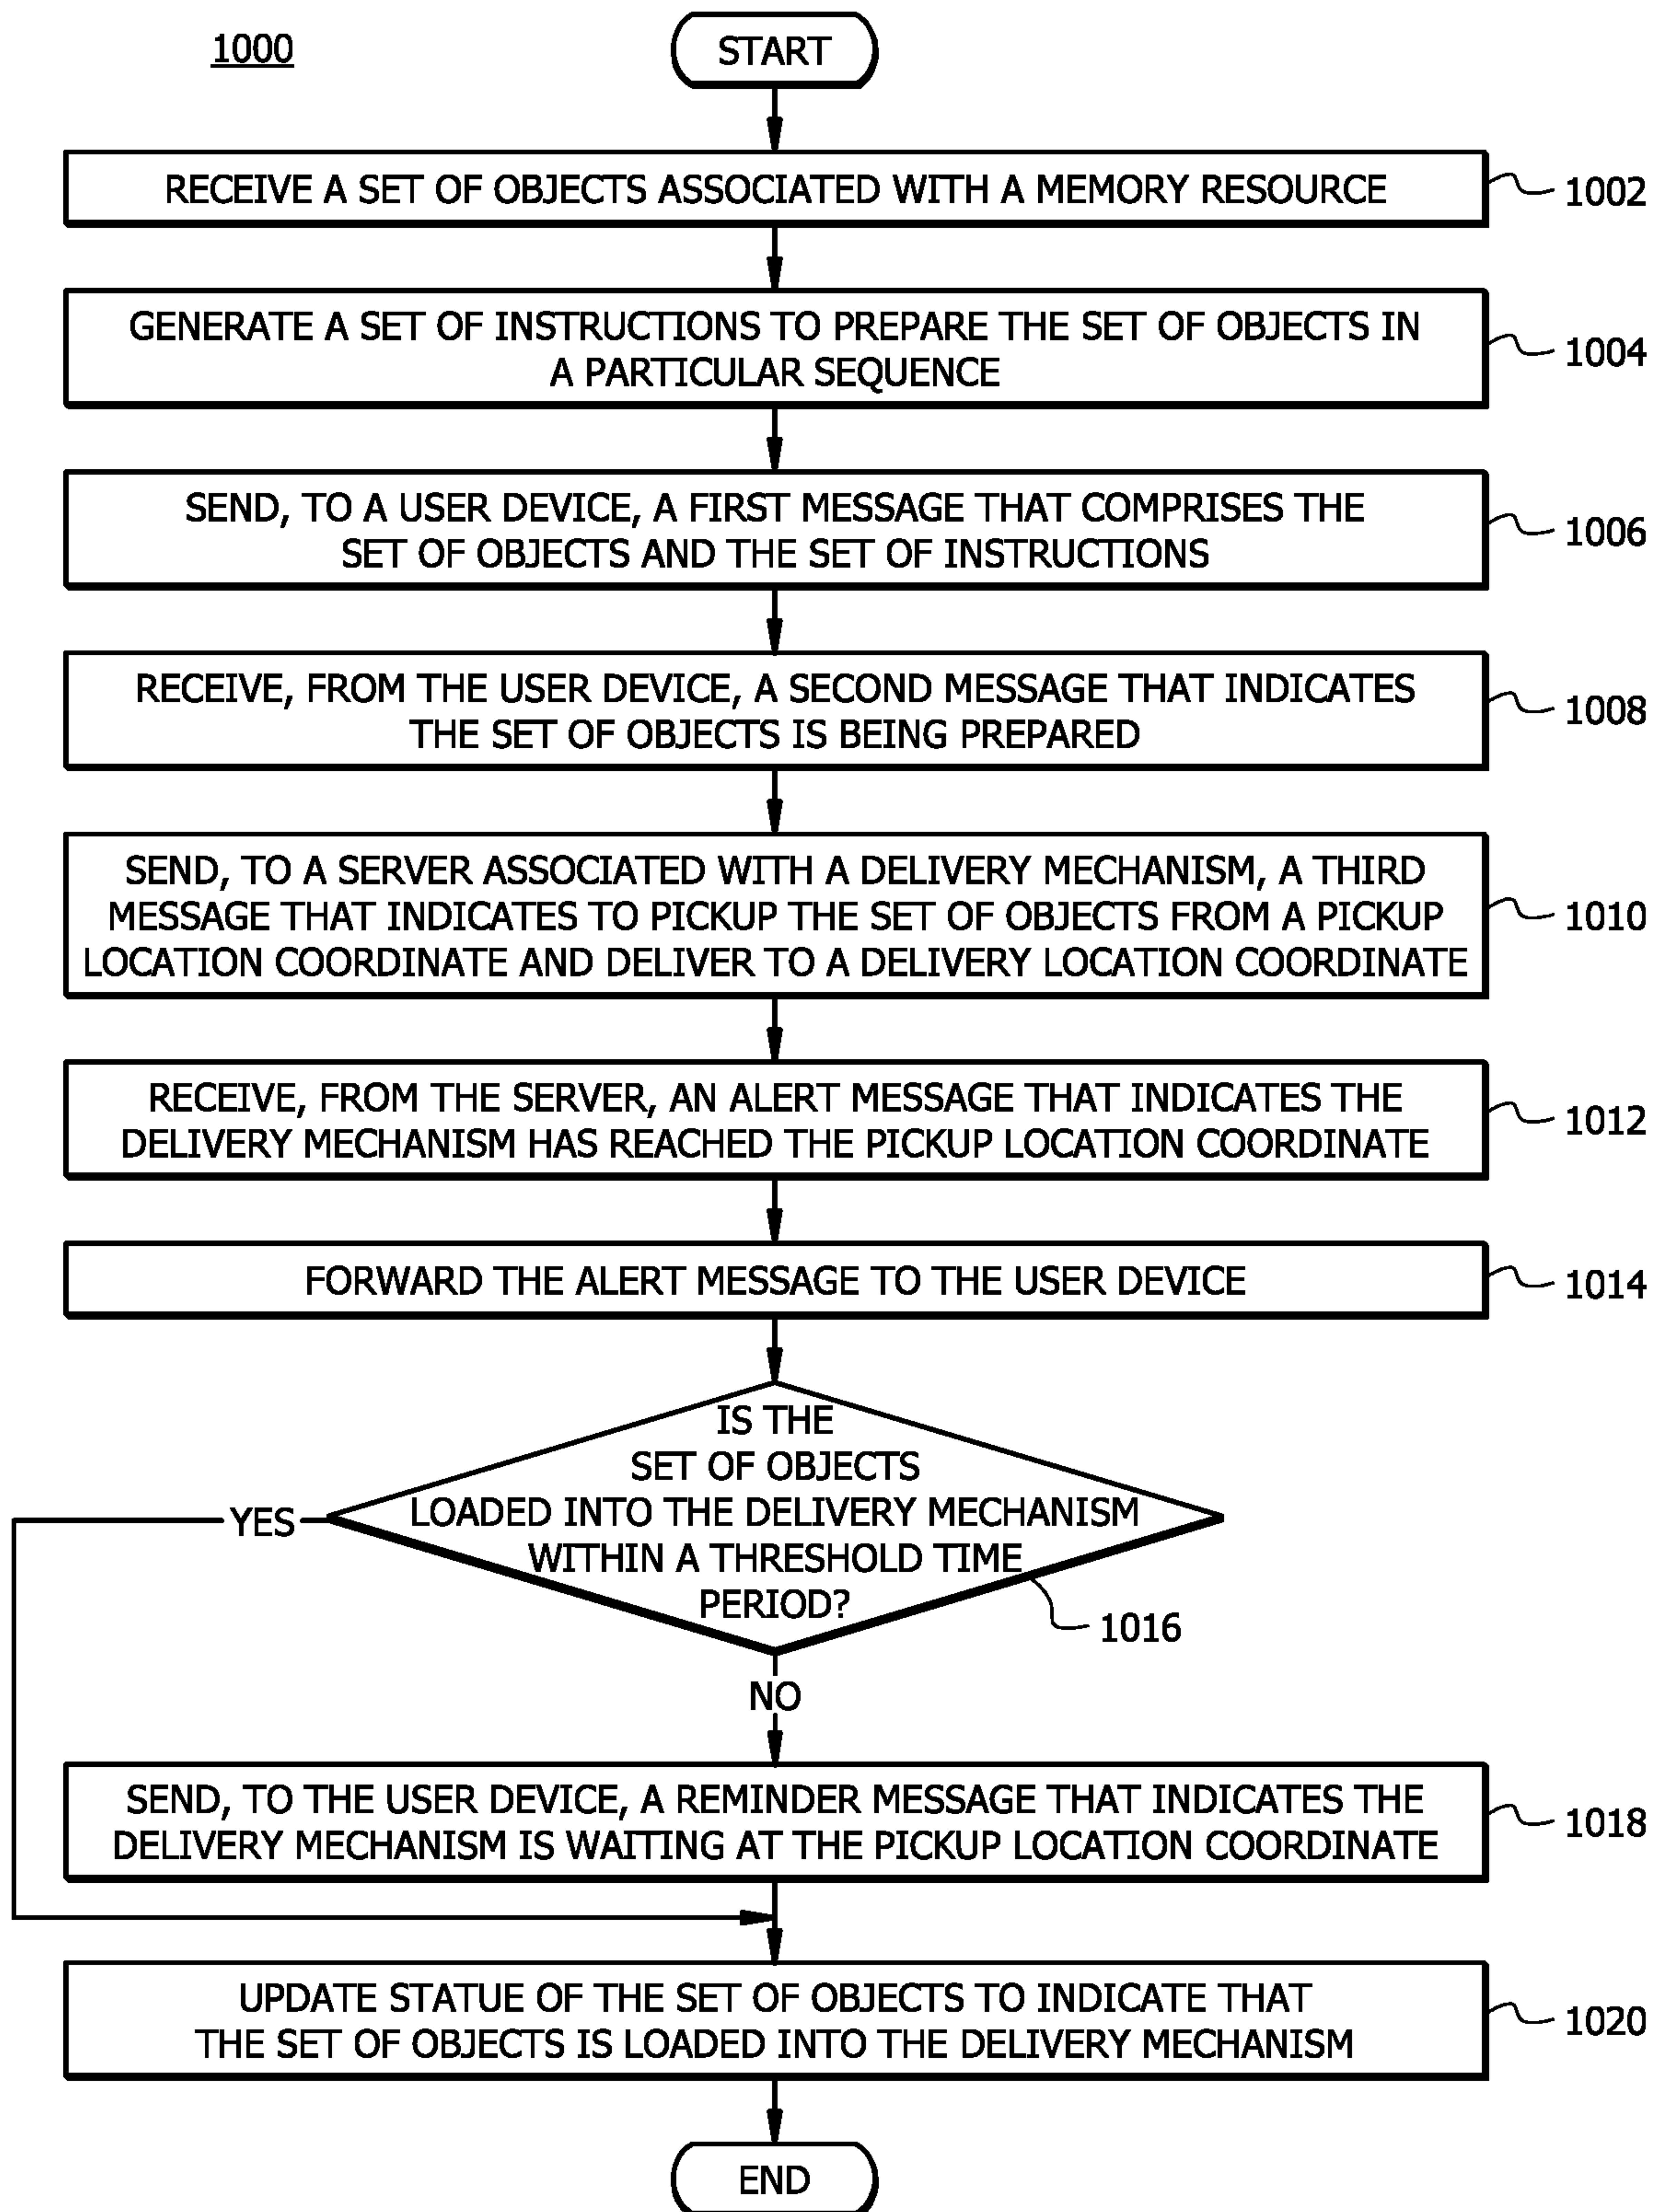 1000
START
RECEIVE A SET OF OBJECTS ASSOCIATED WITH A MEMORY RESOURCE
1002
GENERATE A SET OF INSTRUCTIONS TO PREPARE THE SET OF OBJECTS IN
A PARTICULAR SEQUENCE
1004
SEND, TO A USER DEVICE, A FIRST MESSAGE THAT COMPRISES THE
SET OF OBJECTS AND THE SET OF INSTRUCTIONS
1006
RECEIVE, FROM THE USER DEVICE, A SECOND MESSAGE THAT INDICATES
THE SET OF OBJECTS IS BEING PREPARED
1008
SEND, TO A SERVER ASSOCIATED WITH A DELIVERY MECHANISM, A THIRD
MESSAGE THAT INDICATES TO PICKUP THE SET OF OBJECTS FROM A PICKUP
LOCATION COORDINATE AND DELIVER TO A DELIVERY LOCATION COORDINATE
1010
RECEIVE, FROM THE SERVER, AN ALERT MESSAGE THAT INDICATES THE
DELIVERY MECHANISM HAS REACHED THE PICKUP LOCATION COORDINATE
1012
FORWARD THE ALERT MESSAGE TO THE USER DEVICE
1014
IS THE
SET OF OBJECTS
LOADED INTO THE DELIVERY MECHANISM
WITHIN A THRESHOLD TIME
PERIOD?
YES
1016
NO
SEND, TO THE USER DEVICE, A REMINDER MESSAGE THAT INDICATES THE
DELIVERY MECHANISM IS WAITING AT THE PICKUP LOCATION COORDINATE
1018
UPDATE STATUE OF THE SET OF OBJECTS TO INDICATE THAT
THE SET OF OBJECTS IS LOADED INTO THE DELIVERY MECHANISM
1020
END